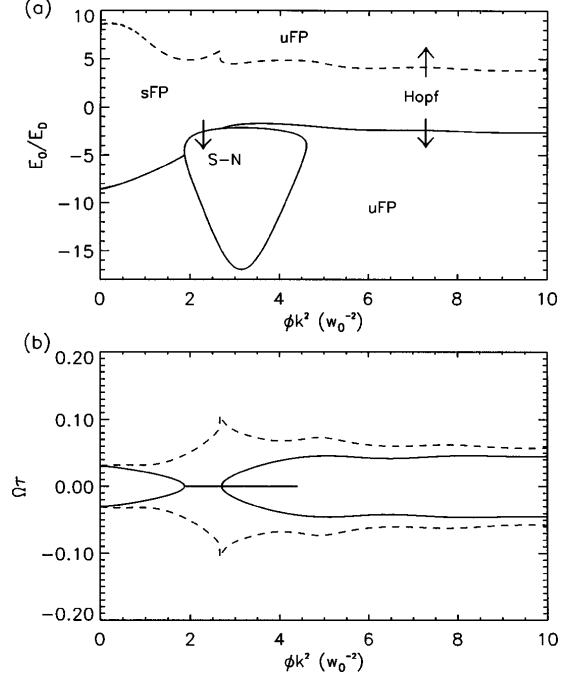 (a)
10
5
0
-5
-10
-15
E₀/E_D
uFP
sFP
Hopf
S-N
uFP
0 2 4 6 8 10
ϕk² (w₀⁻²)
(b)
0.20
0.10
0.00
-0.10
-0.20
Ωτ
0 2 4 6 8 10
ϕk² (w₀⁻²)